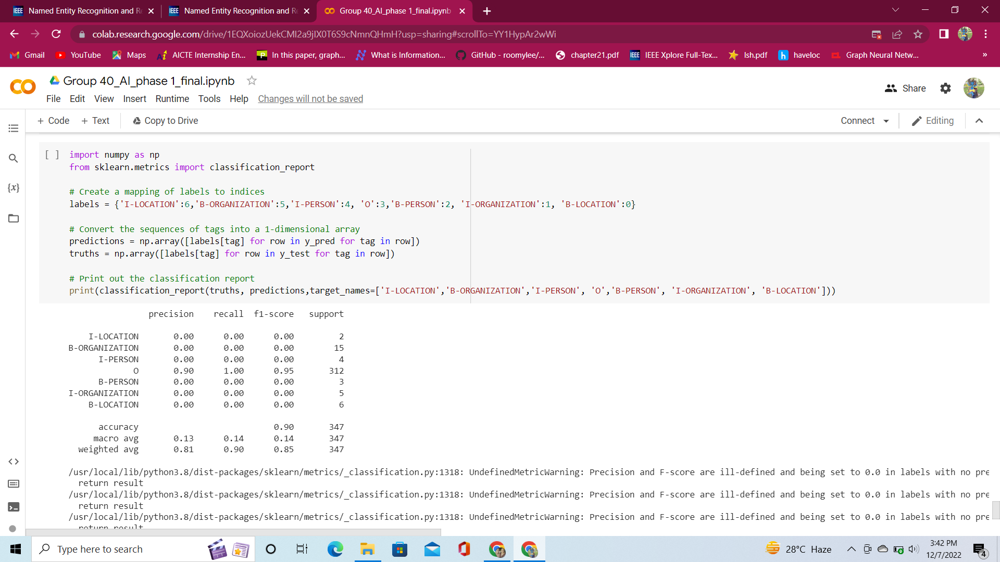 Named Entity Recognition and Re
Named Entity Recognition and Re
Group 40_AI_phase 1_final.ipynb
colab.research.google.com/drive/1EQXoiozUekCMI2a9jIX0T6S9cNmnQHmH?usp=sharing#scrollTo=YY1HypAr2wWi
Gmail YouTube Maps AICTE Internship En... In this paper, graph... What is Information... GitHub - roomylee/... chapter21.pdf IEEE Xplore Full-Tex... lsh.pdf haveloc Graph Neural Netw... »
Group 40_AI_phase 1_final.ipynb
Share
File Edit View Insert Runtime Tools Help Changes will not be saved
+ Code + Text Copy to Drive Connect Editing
[ ] import numpy as np
from sklearn.metrics import classification_report
# Create a mapping of labels to indices
labels = {'I-LOCATION':6,'B-ORGANIZATION':5,'I-PERSON':4, 'O':3,'B-PERSON':2, 'I-ORGANIZATION':1, 'B-LOCATION':0}
# Convert the sequences of tags into a 1-dimensional array
predictions = np.array([labels[tag] for row in y_pred for tag in row])
truths = np.array([labels[tag] for row in y_test for tag in row])
# Print out the classification report
print(classification_report(truths, predictions,target_names=['I-LOCATION','B-ORGANIZATION','I-PERSON', 'O','B-PERSON', 'I-ORGANIZATION', 'B-LOCATION']))
precision recall f1-score support
I-LOCATION 0.00 0.00 0.00 2
B-ORGANIZATION 0.00 0.00 0.00 15
I-PERSON 0.00 0.00 0.00 4
O 0.90 1.00 0.95 312
B-PERSON 0.00 0.00 0.00 3
I-ORGANIZATION 0.00 0.00 0.00 5
B-LOCATION 0.00 0.00 0.00 6
accuracy 0.90 347
macro avg 0.13 0.14 0.14 347
weighted avg 0.81 0.90 0.85 347
/usr/local/lib/python3.8/dist-packages/sklearn/metrics/_classification.py:1318: UndefinedMetricWarning: Precision and F-score are ill-defined and being set to 0.0 in labels with no pre
return result
/usr/local/lib/python3.8/dist-packages/sklearn/metrics/_classification.py:1318: UndefinedMetricWarning: Precision and F-score are ill-defined and being set to 0.0 in labels with no pre
return result
/usr/local/lib/python3.8/dist-packages/sklearn/metrics/_classification.py:1318: UndefinedMetricWarning: Precision and F-score are ill-defined and being set to 0.0 in labels with no pre
return result
Type here to search
28°C Haze
3:42 PM
12/7/2022
4